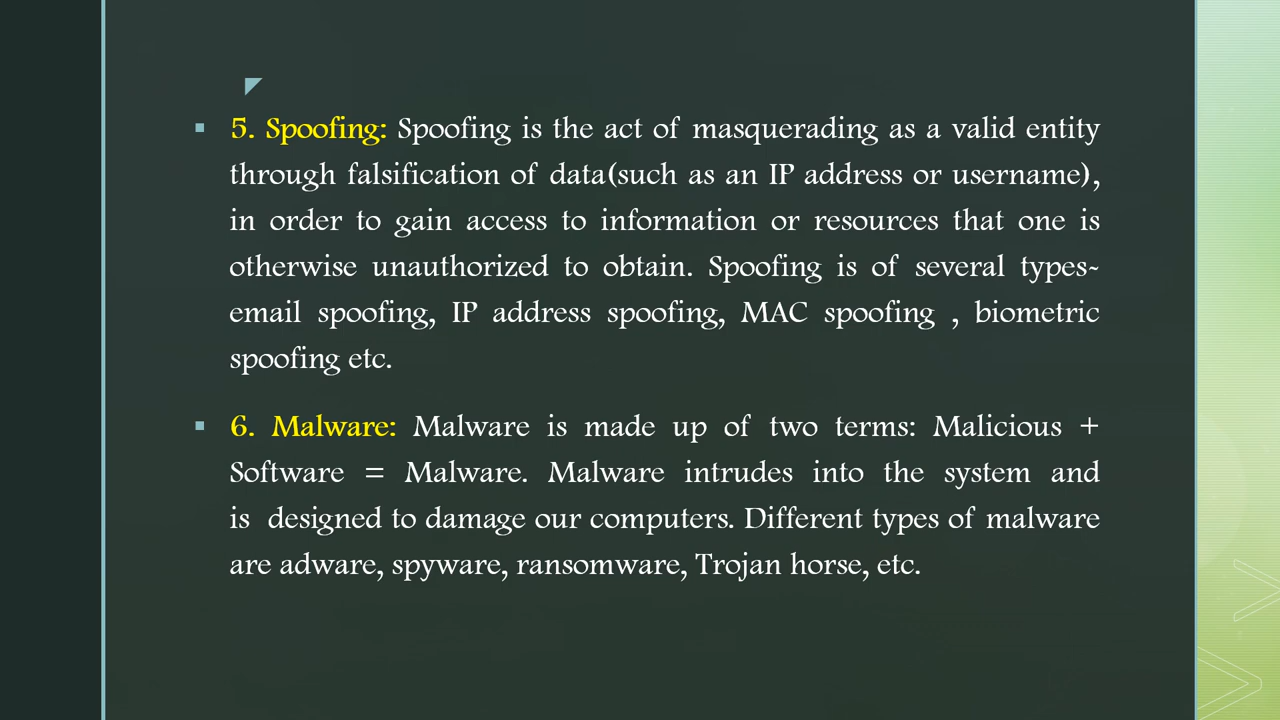 ▪ 5. Spoofing: Spoofing is the act of masquerading as a valid entity
through falsification of data(such as an IP address or username),
in order to gain access to information or resources that one is
otherwise unauthorized to obtain. Spoofing is of several types-
email spoofing, IP address spoofing, MAC spoofing , biometric
spoofing etc.
▪ 6. Malware: Malware is made up of two terms: Malicious +
Software = Malware. Malware intrudes into the system and
is designed to damage our computers. Different types of malware
are adware, spyware, ransomware, Trojan horse, etc.